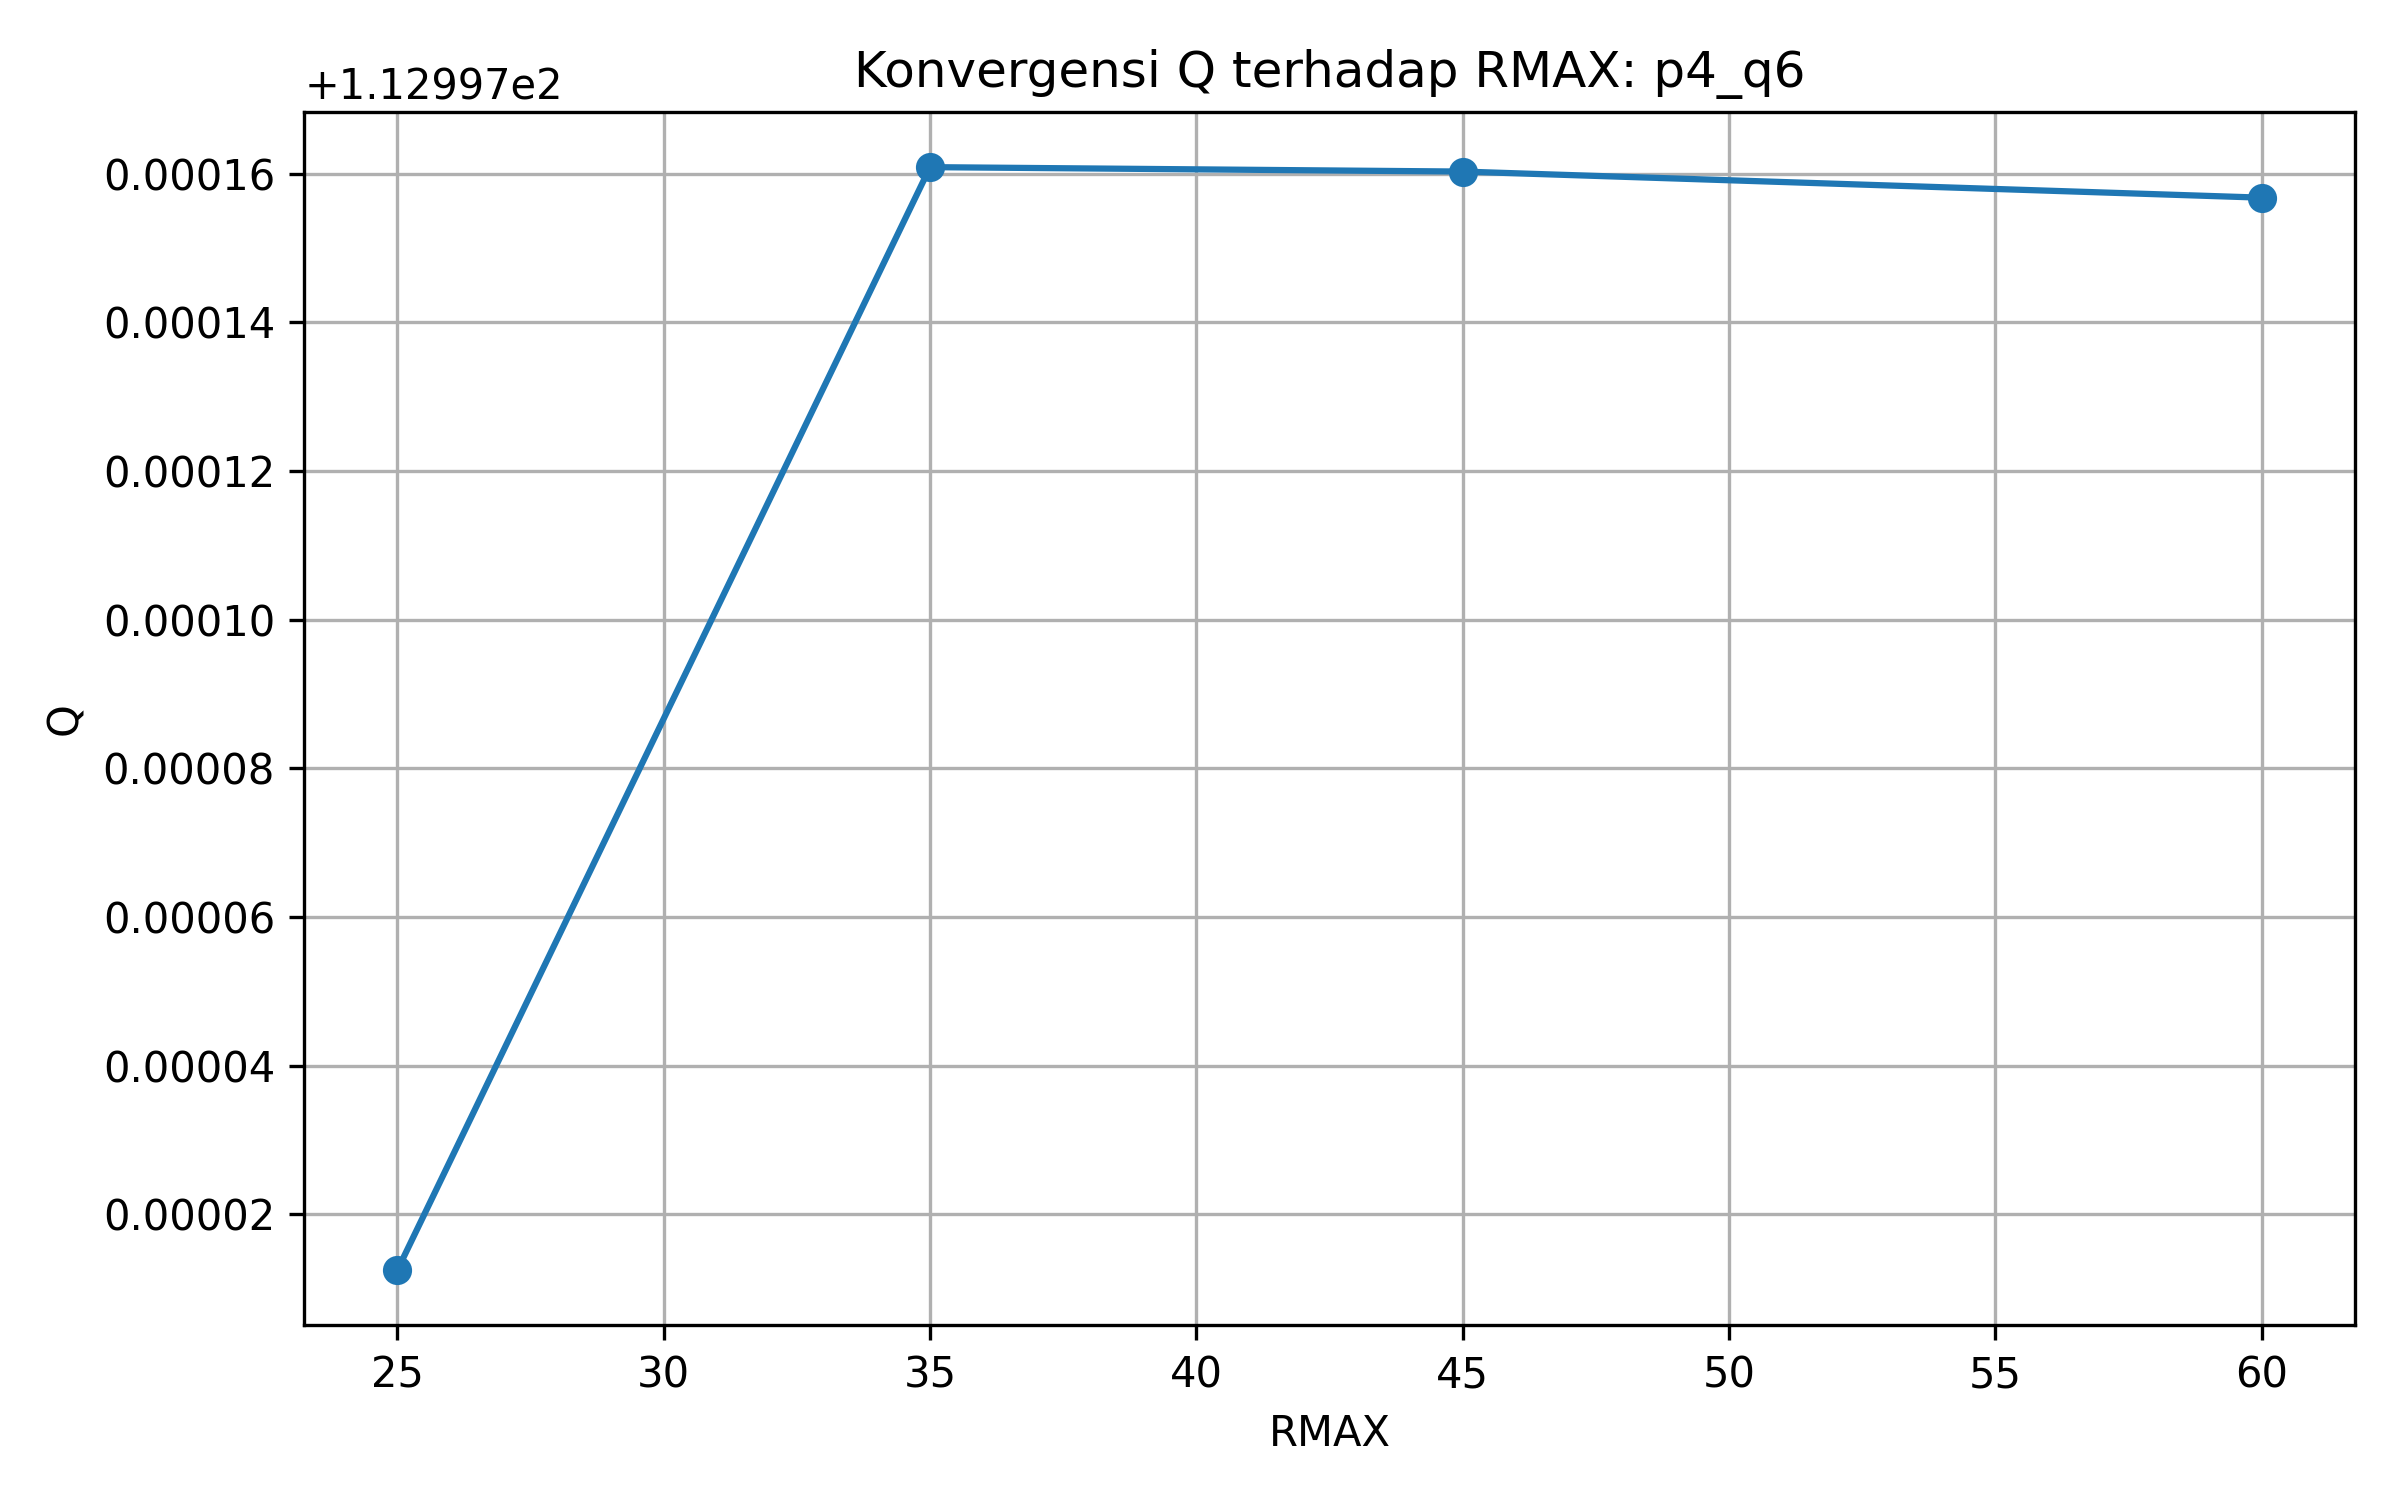 Konvergensi Q terhadap RMAX: p4_q6
+1.12997e2
0.00016
0.00014
0.00012
0.00010
0.00008
0.00006
0.00004
0.00002
Q
25 30 35 40 45 50 55 60
RMAX